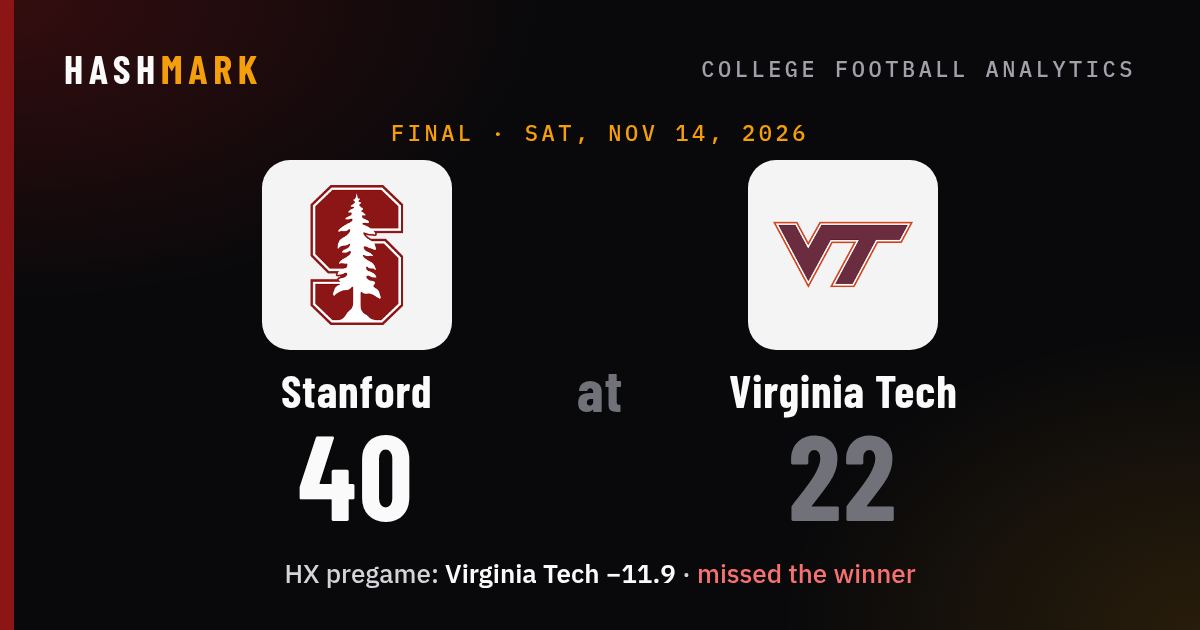 HASHMARK
COLLEGE FOOTBALL ANALYTICS
FINAL · SAT, NOV 14, 2026
S
VT
Stanford at Virginia Tech
40 22
HX pregame: Virginia Tech −11.9 · missed the winner